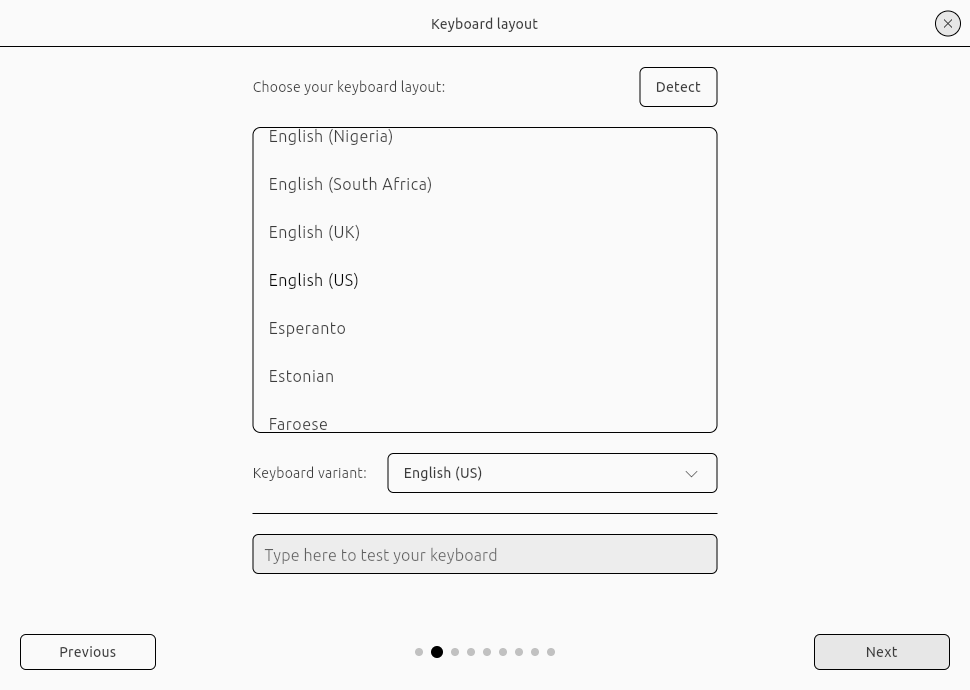 Keyboard layout
Choose your keyboard layout:
Detect
English (Nigeria)
English (South Africa)
English (UK)
English (US)
Esperanto
Estonian
Faroese
Keyboard variant:
English (US)
Type here to test your keyboard
Previous
Next